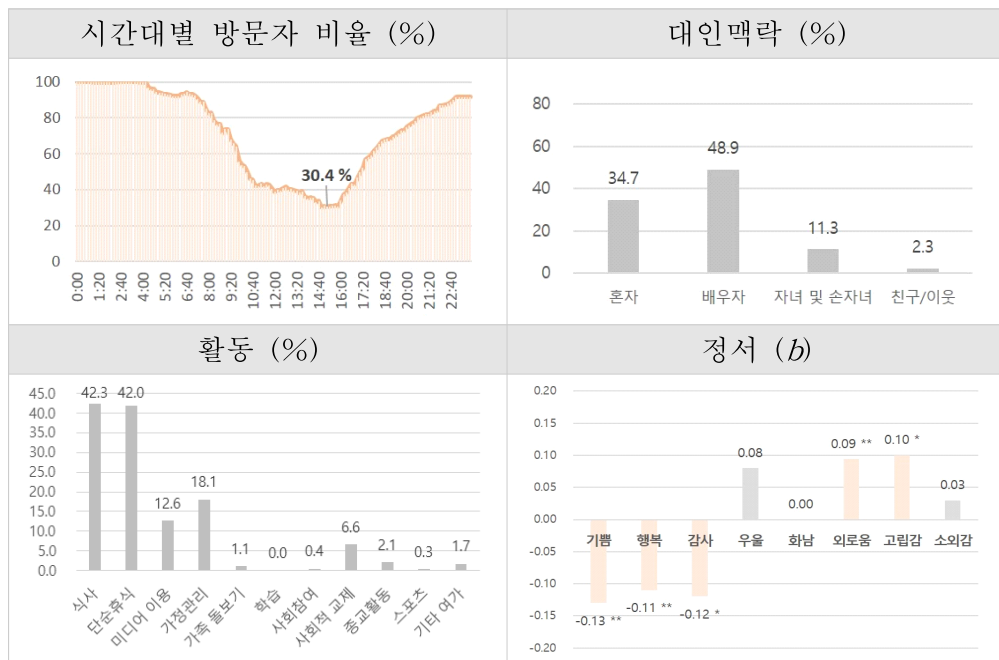 시간대별 방문자 비율 (%)
100
80
60
40
20
0
30.4 %
0:00 1:20 2:40 4:00 5:20 6:40 8:00 9:20 10:40 12:00 13:20 14:40 16:00 17:20 18:40 20:00 21:20 22:40
대인맥락 (%)
80
60
40
20
0
34.7 48.9 11.3 2.3
혼자 배우자 자녀 및 손자녀 친구/이웃
활동 (%)
45.0
40.0
35.0
30.0
25.0
20.0
15.0
10.0
5.0
0.0
42.3 42.0 12.6 18.1 1.1 0.0 0.4 6.6 2.1 0.3 1.7
식사 단순휴식 미디어 이용 가정관리 가족 돌보기 학습 사회참여 사회적 교제 종교활동 스포츠 기타 여가
정서 (b)
0.20
0.15
0.10
0.05
0.00
-0.05
-0.10
-0.15
-0.20
0.08 0.00 0.09 ** 0.10 * 0.03
기쁨 행복 감사 우울 화남 외로움 고립감 소외감
-0.13 ** -0.11 ** -0.12 *